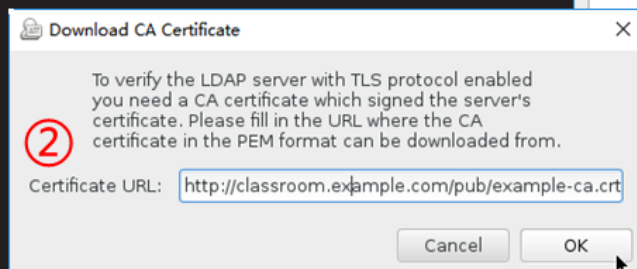 Download CA Certificate
To verify the LDAP server with TLS protocol enabled
you need a CA certificate which signed the server's
certificate. Please fill in the URL where the CA
certificate in the PEM format can be downloaded from.
②
Certificate URL: http://classroom.example.com/pub/example-ca.crt
Cancel OK